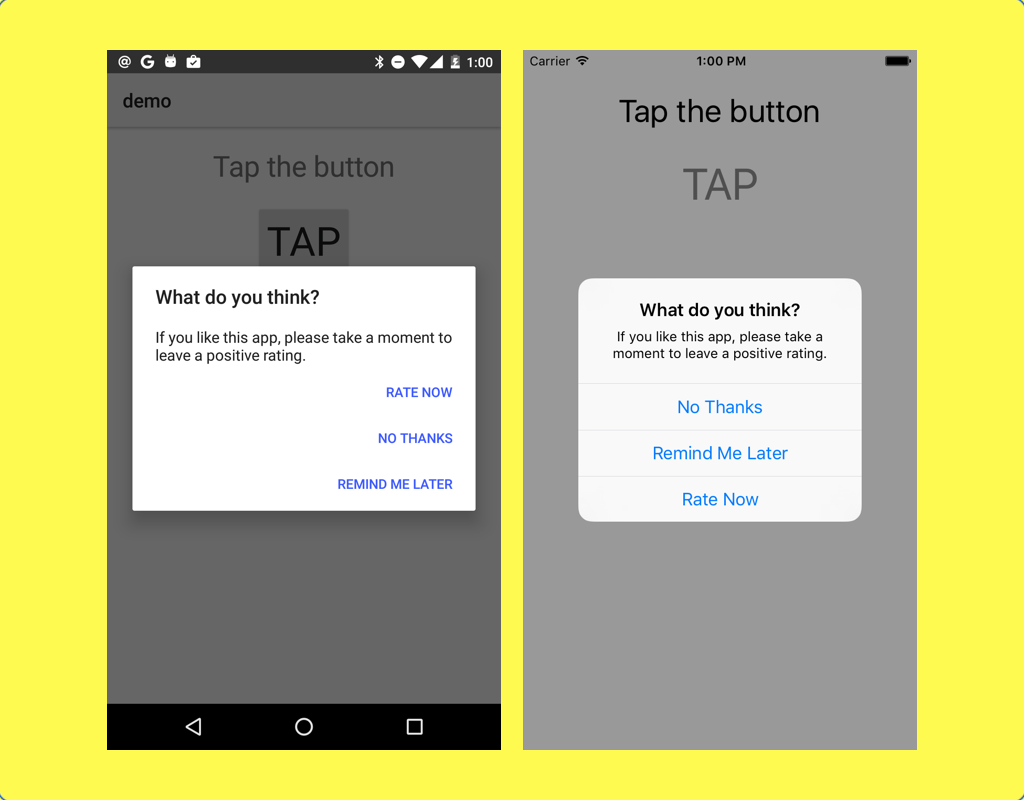 1:00
demo
Tap the button
TAP
What do you think?
If you like this app, please take a moment to
leave a positive rating.
RATE NOW
NO THANKS
REMIND ME LATER
Carrier
1:00 PM
Tap the button
TAP
What do you think?
If you like this app, please take a
moment to leave a positive rating.
No Thanks
Remind Me Later
Rate Now